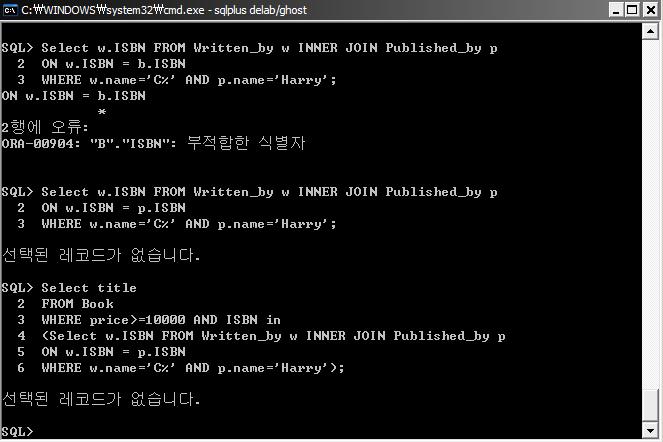 C:\WINDOWS\system32\cmd.exe - sqlplus delab/ghost
SQL> Select w.ISBN FROM Written_by w INNER JOIN Published_by p
2 ON w.ISBN = b.ISBN
3 WHERE w.name='C%' AND p.name='Harry';
ON w.ISBN = b.ISBN
*
2행에 오류:
ORA-00904: "B"."ISBN": 부적합한 식별자
SQL> Select w.ISBN FROM Written_by w INNER JOIN Published_by p
2 ON w.ISBN = p.ISBN
3 WHERE w.name='C%' AND p.name='Harry';
선택된 레코드가 없습니다.
SQL> Select title
2 FROM Book
3 WHERE price>=10000 AND ISBN in
4 (Select w.ISBN FROM Written_by w INNER JOIN Published_by p
5 ON w.ISBN = p.ISBN
6 WHERE w.name='C%' AND p.name='Harry');
선택된 레코드가 없습니다.
SQL>